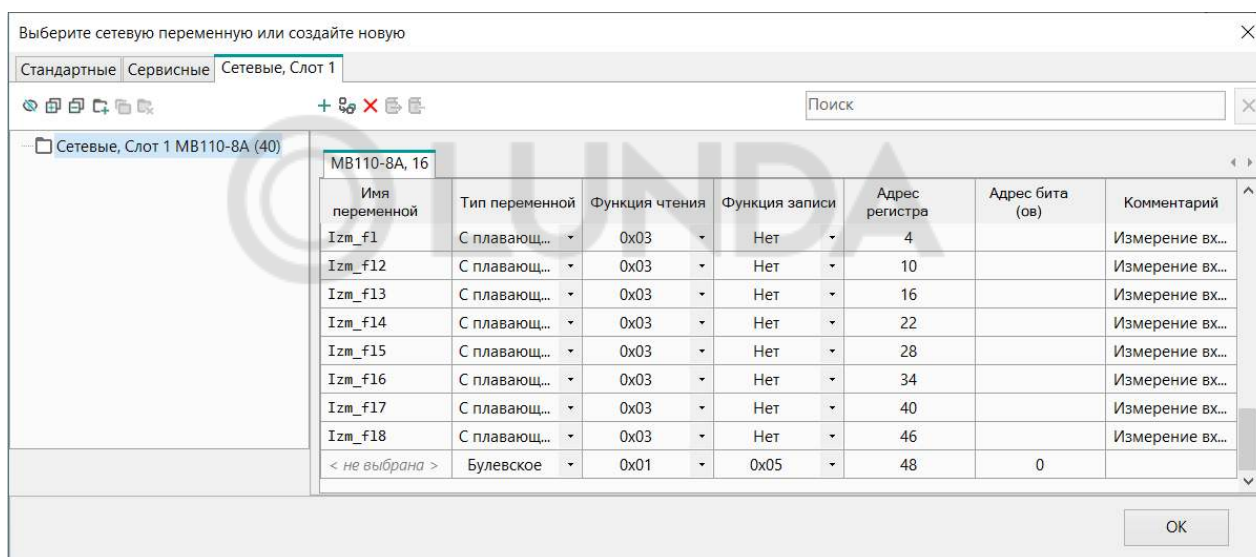 Выберите сетевую переменную или создайте новую
Стандартные Сервисные Сетевые, Слот 1
Поиск
Сетевые, Слот 1 МВ110-8А (40)
LUNDA
МВ110-8А, 16
Имя переменной Тип переменной Функция чтения Функция записи Адрес регистра Адрес бита (ов) Комментарий
Izm_f1 С плавающ... 0x03 Нет 4 Измерение вх...
Izm_f12 С плавающ... 0x03 Нет 10 Измерение вх...
Izm_f13 С плавающ... 0x03 Нет 16 Измерение вх...
Izm_f14 С плавающ... 0x03 Нет 22 Измерение вх...
Izm_f15 С плавающ... 0x03 Нет 28 Измерение вх...
Izm_f16 С плавающ... 0x03 Нет 34 Измерение вх...
Izm_f17 С плавающ... 0x03 Нет 40 Измерение вх...
Izm_f18 С плавающ... 0x03 Нет 46 Измерение вх...
< не выбрана > Булевское 0x01 0x05 48 0
OK